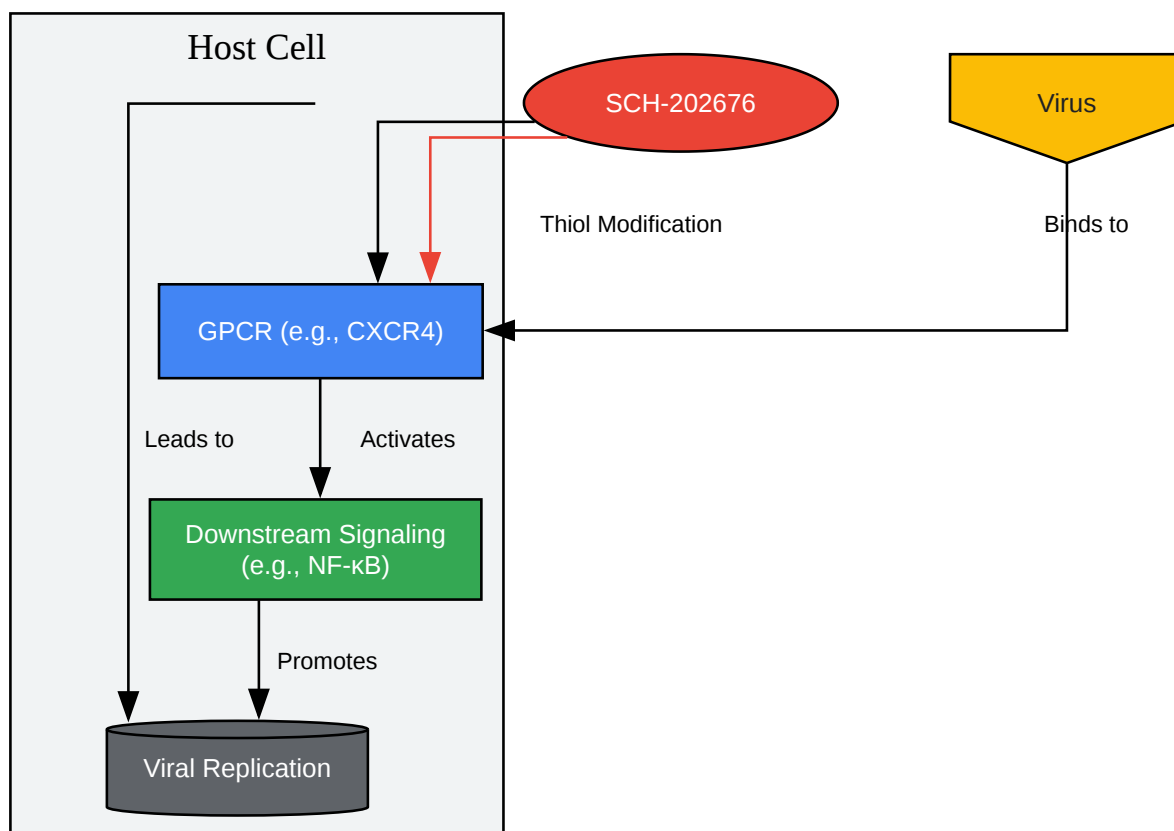 Host Cell
SCH-202676
Virus
Thiol Modification
Binds to
GPCR (e.g., CXCR4)
Leads to
Activates
Downstream Signaling
(e.g., NF-κB)
Promotes
Viral Replication